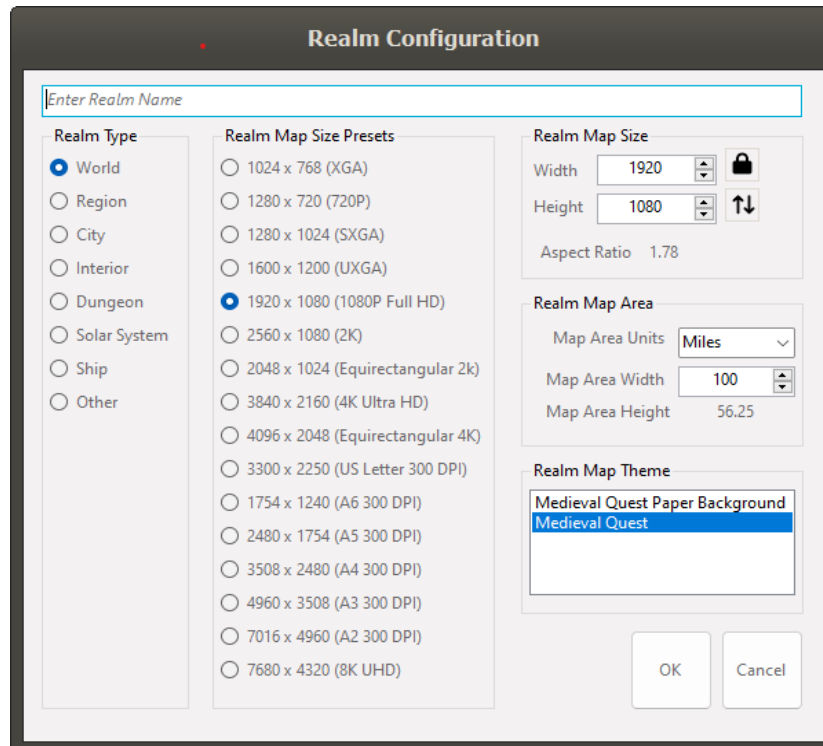 Realm Configuration
Enter Realm Name
Realm Type
World
Region
City
Interior
Dungeon
Solar System
Ship
Other
Realm Map Size Presets
1024 x 768 (XGA)
1280 x 720 (720P)
1280 x 1024 (SXGA)
1600 x 1200 (UXGA)
1920 x 1080 (1080P Full HD)
2560 x 1080 (2K)
2048 x 1024 (Equirectangular 2k)
3840 x 2160 (4K Ultra HD)
4096 x 2048 (Equirectangular 4K)
3300 x 2250 (US Letter 300 DPI)
1754 x 1240 (A6 300 DPI)
2480 x 1754 (A5 300 DPI)
3508 x 2480 (A4 300 DPI)
4960 x 3508 (A3 300 DPI)
7016 x 4960 (A2 300 DPI)
7680 x 4320 (8K UHD)
Realm Map Size
Width 1920
Height 1080
Aspect Ratio 1.78
Realm Map Area
Map Area Units Miles
Map Area Width 100
Map Area Height 56.25
Realm Map Theme
Medieval Quest Paper Background
Medieval Quest
OK Cancel